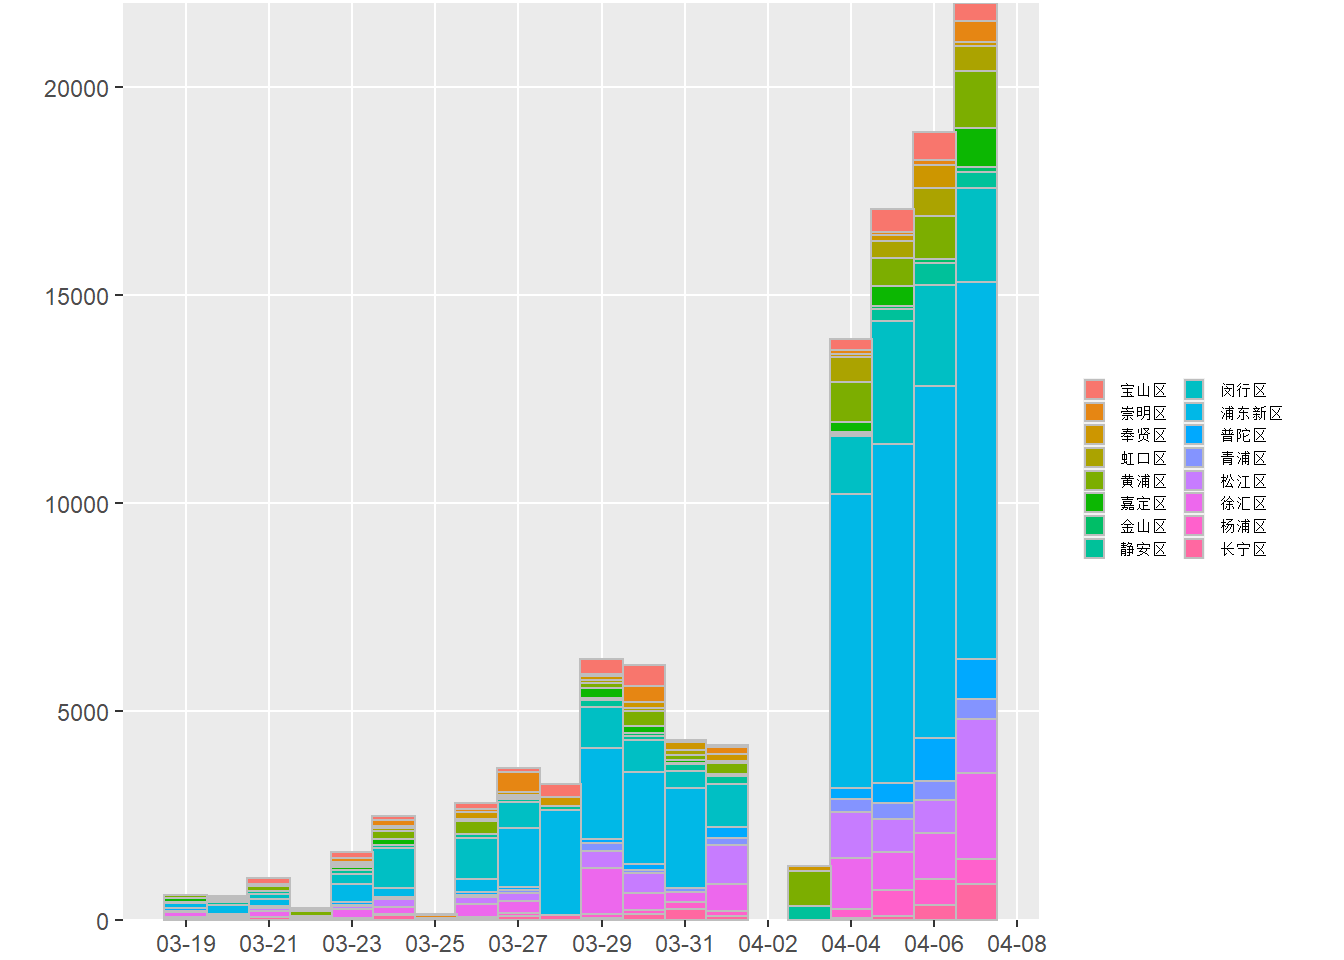 20000
15000
10000
5000
0
03-19 03-21 03-23 03-25 03-27 03-29 03-31 04-02 04-04 04-06 04-08
宝山区 闵行区
崇明区 浦东新区
奉贤区 普陀区
虹口区 青浦区
黄浦区 松江区
嘉定区 徐汇区
金山区 杨浦区
静安区 长宁区